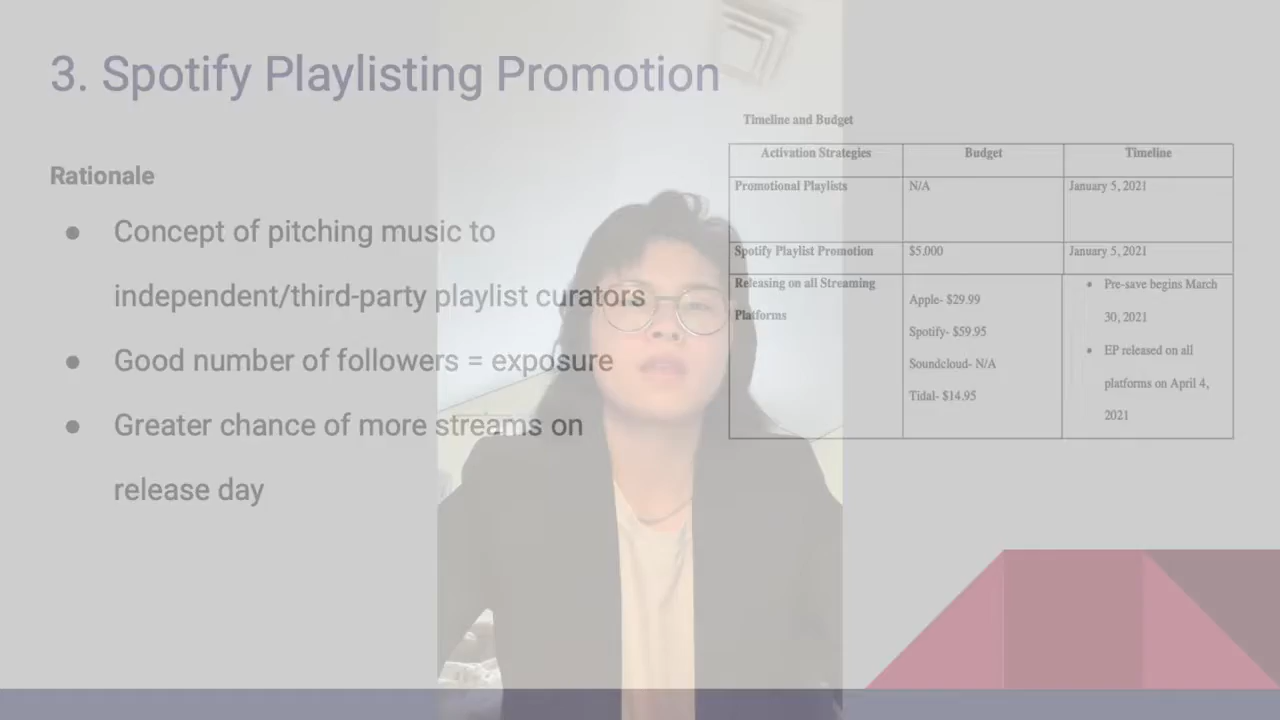 3. Spotify Playlisting Promotion
Rationale
● Concept of pitching music to
independent/third-party playlist curators
● Good number of followers = exposure
● Greater chance of more streams on
release day
Timeline and Budget
Activation Strategies Budget Timeline
Promotional Playlists N/A January 5, 2021
Spotify Playlist Promotion $5,000 January 5, 2021
Releasing on all Streaming
Platforms
Apple- $29.99
Spotify- $59.95
Soundcloud- N/A
Tidal- $14.95
• Pre-save begins March
30, 2021
• EP released on all
platforms on April 4,
2021